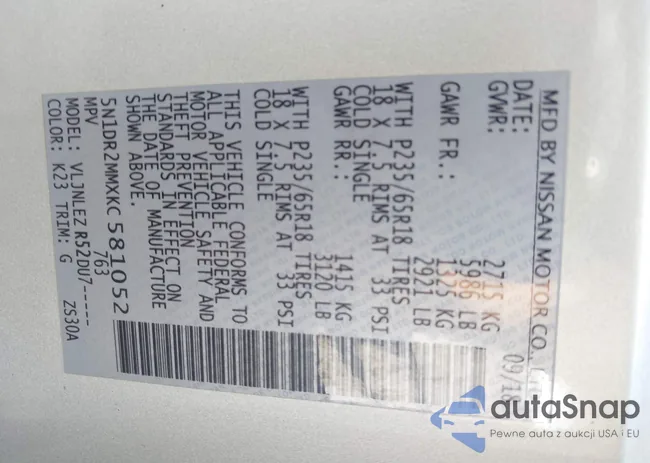 MFD BY NISSAN MOTOR CO., LTD.
DATE: 09/18
GVWR: 2715 KG
5986 LB
GAWR FR.: 1325 KG
2921 LB
WITH P235/65R18 TIRES
18 X 7.5 RIMS AT 33 PSI
COLD SINGLE
GAWR RR.: 1415 KG
3120 LB
WITH P235/65R18 TIRES
18 X 7.5 RIMS AT 33 PSI
COLD SINGLE
THIS VEHICLE CONFORMS TO
ALL APPLICABLE FEDERAL
MOTOR VEHICLE SAFETY AND
THEFT PREVENTION
STANDARDS IN EFFECT ON
THE DATE OF MANUFACTURE
SHOWN ABOVE.
5N1DR2MMXKC581052
MPV 763
MODEL: VLJNLEZ R52DU7-----
COLOR: K23 TRIM: G ZS30A
autaSnap
Pewne auta z aukcji USA i EU